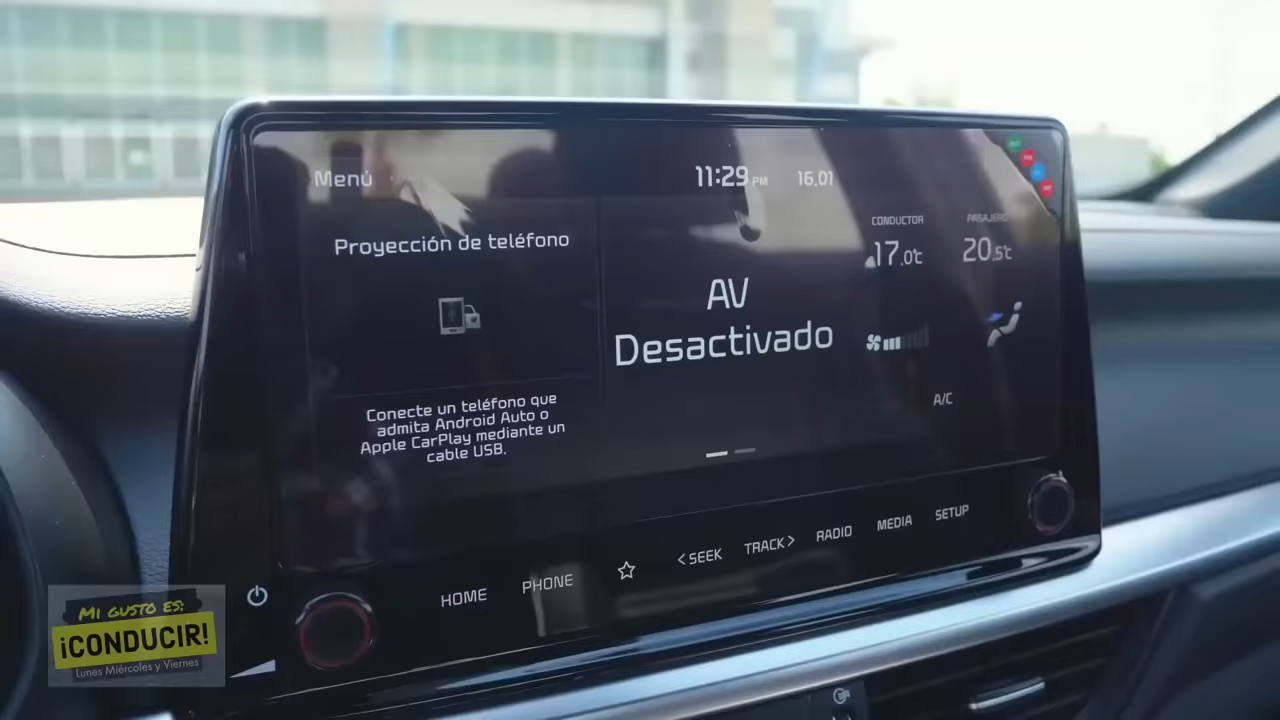 Menú
11:29 PM
16.01
Proyección de teléfono
Conecte un teléfono que
admita Android Auto o
Apple CarPlay mediante un
cable USB.
AV
Desactivado
CONDUCTOR
17.0℃
PASAJERO
20.5℃
A/C
HOME
PHONE
<SEEK
TRACK>
RADIO
MEDIA
SETUP
MI GUSTO ES:
¡CONDUCIR!
Lunes Miércoles y Viernes